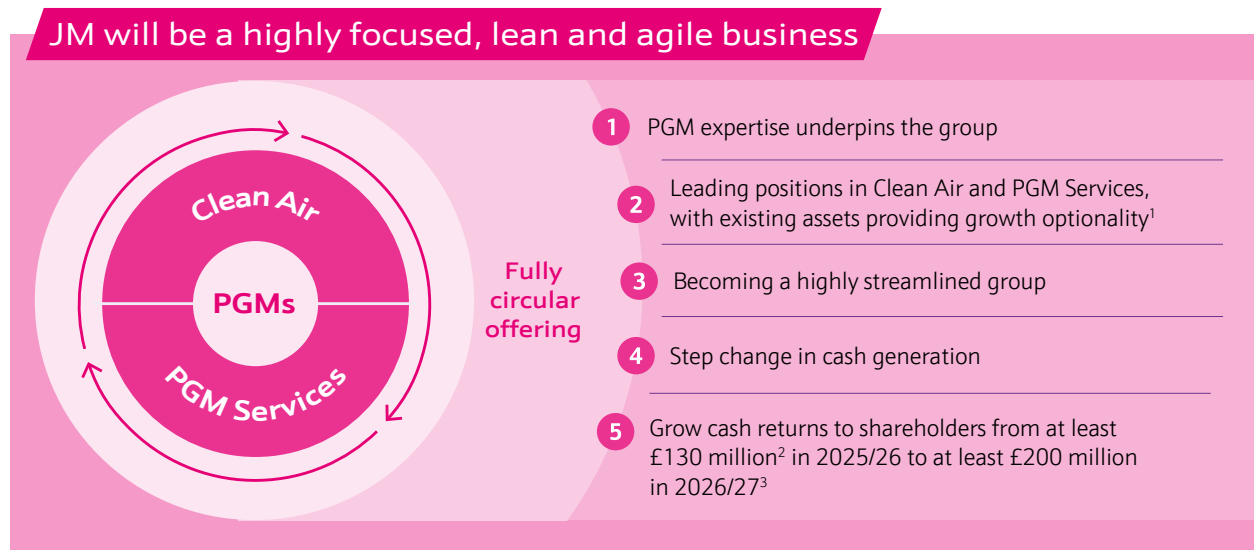 JM will be a highly focused, lean and agile business
Clean Air
PGMs
PGM Services
Fully
circular
offering
1 PGM expertise underpins the group
2 Leading positions in Clean Air and PGM Services,
with existing assets providing growth optionality¹
3 Becoming a highly streamlined group
4 Step change in cash generation
5 Grow cash returns to shareholders from at least
£130 million² in 2025/26 to at least £200 million
in 2026/27³